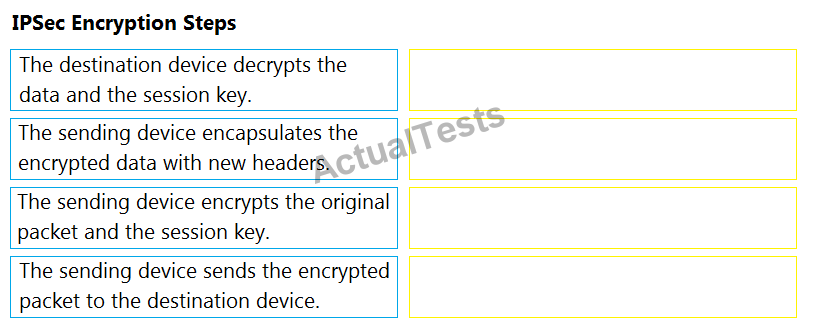 IPSec Encryption Steps
The destination device decrypts the
data and the session key.
The sending device encapsulates the
encrypted data with new headers.
The sending device encrypts the original
packet and the session key.
The sending device sends the encrypted
packet to the destination device.
ActualTests